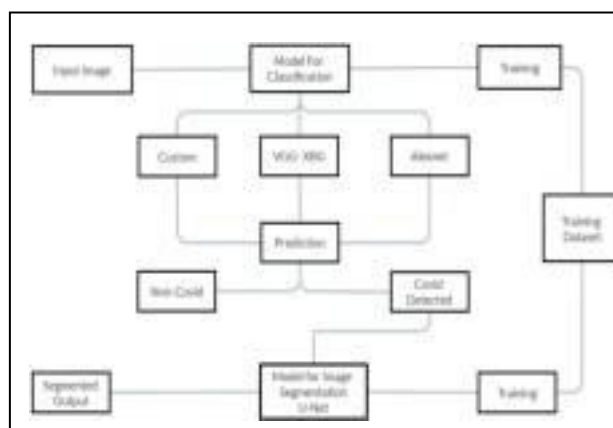 Input Image
Model For
Classification
Training
Custom
VGG
Alexnet
Training
Dataset
Prediction
Non Covid
Covid
Detected
Segmented
Output
Model for Image
Segmentation
U-Net
Training